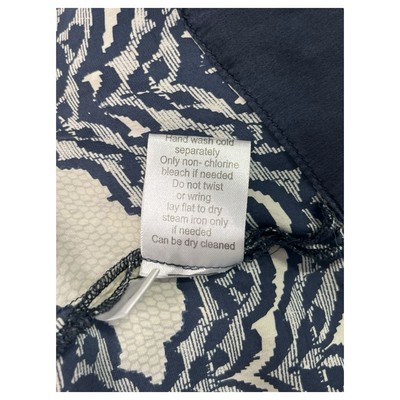 Hand wash cold
separately
Only non- chlorine
bleach if needed
Do not twist
or wring
lay flat to dry
steam iron only
if needed
Can be dry cleaned